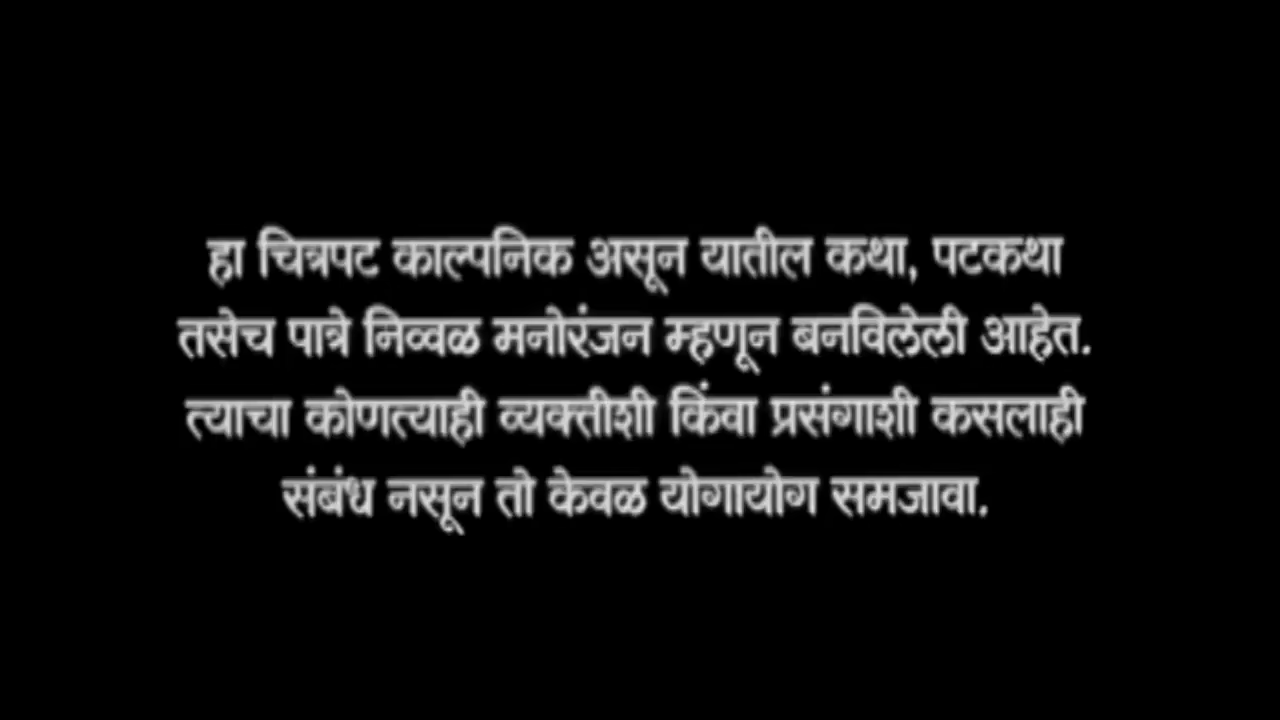 हा चित्रपट काल्पनिक असून यातील कथा, पटकथा
तसेच पात्रे निव्वळ मनोरंजन म्हणून बनविलेली आहेत.
त्याचा कोणत्याही व्यक्तीशी किंवा प्रसंगाशी कसलाही
संबंध नसून तो केवळ योगायोग समजावा.